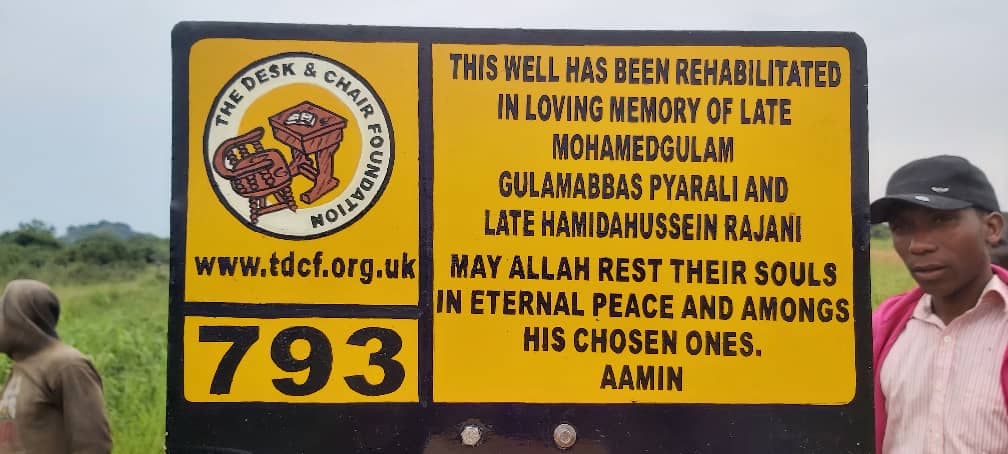 THE DESK & CHAIR FOUNDATION
www.tdcf.org.uk
793
THIS WELL HAS BEEN REHABILITATED
IN LOVING MEMORY OF LATE
MOHAMEDGULAM
GULAMABBAS PYARALI AND
LATE HAMIDAHUSSEIN RAJANI
MAY ALLAH REST THEIR SOULS
IN ETERNAL PEACE AND AMONGS
HIS CHOSEN ONES.
AAMIN